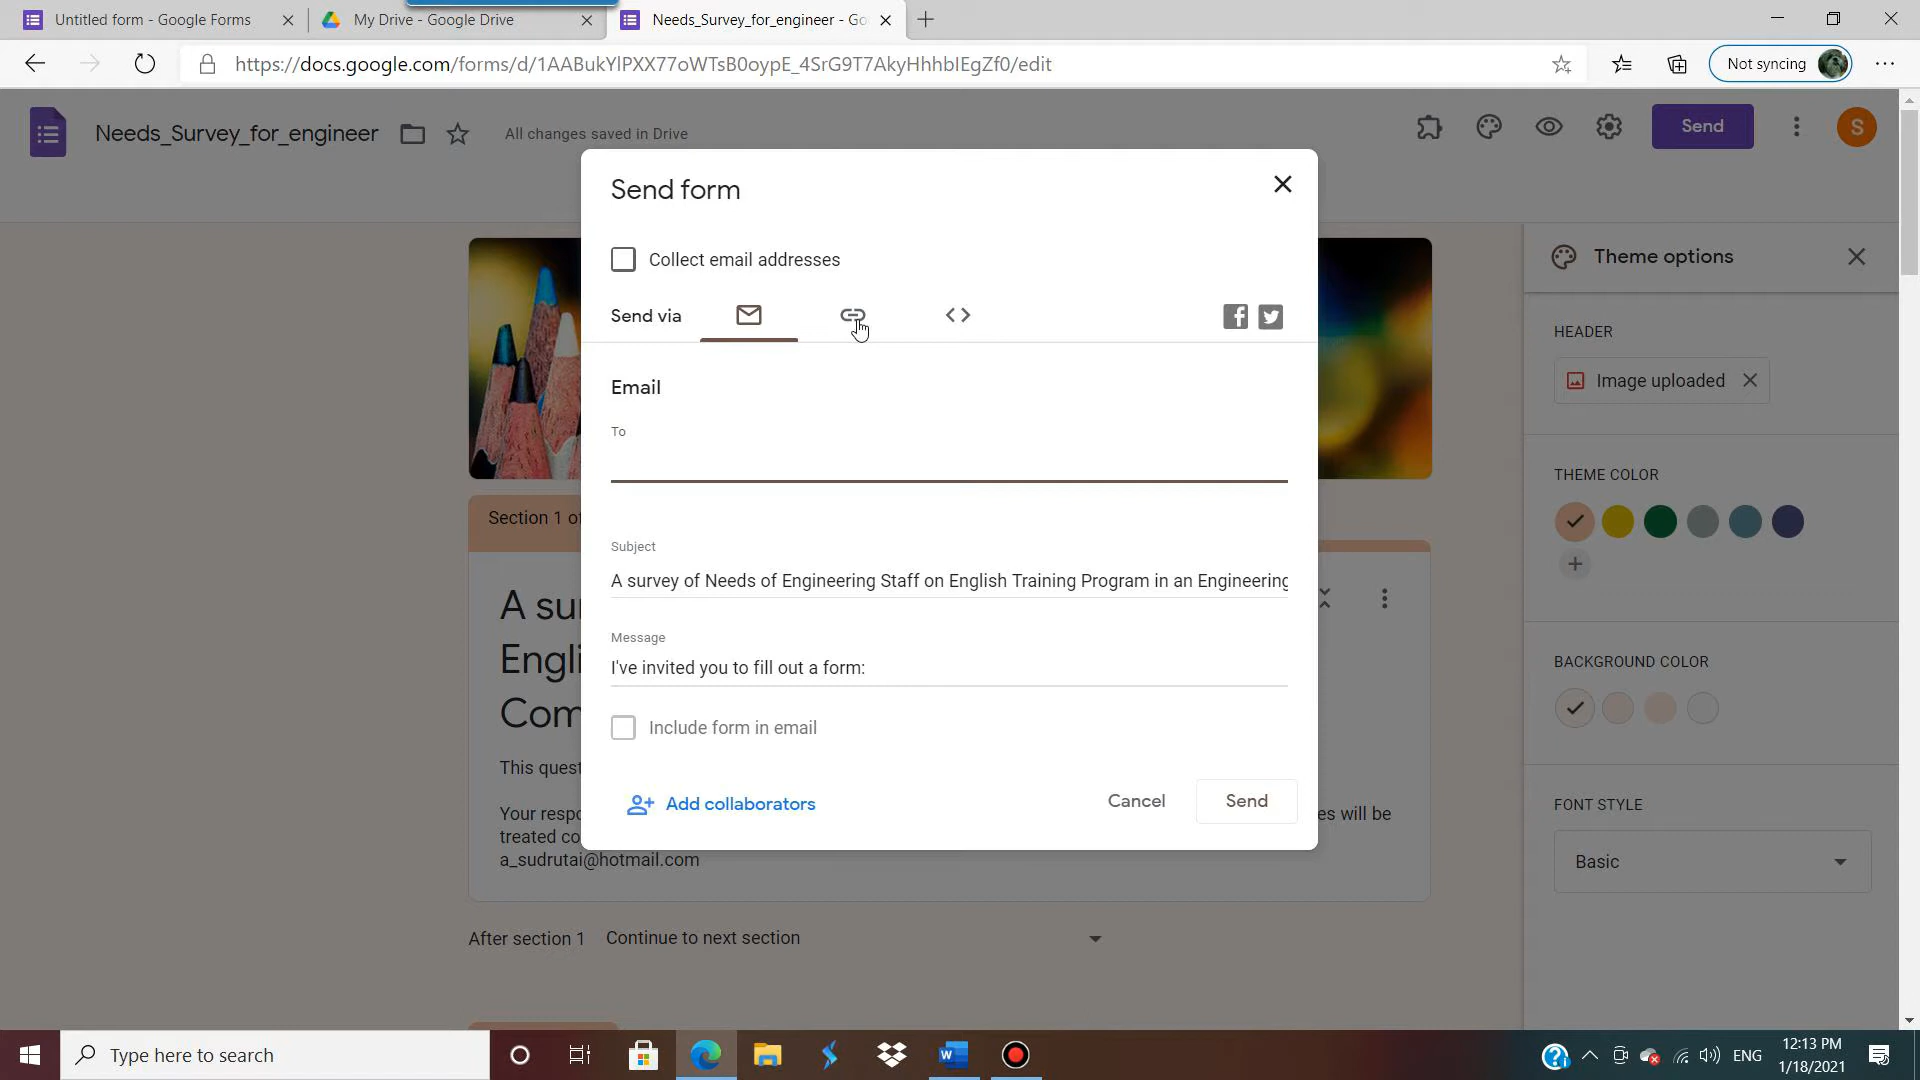 Untitled form - Google Forms
My Drive - Google Drive
Needs_Survey_for_engineer - Go
https://docs.google.com/forms/d/1AABukYlPXX77oWTsB0oypE_4SrG9T7AkyHhhblEgZf0/edit
Not syncing
Needs_Survey_for_engineer
All changes saved in Drive
Send
S
Send form
Collect email addresses
Send via
Email
To
Subject
A survey of Needs of Engineering Staff on English Training Program in an Engineering
Message
I've invited you to fill out a form:
Include form in email
Add collaborators
Cancel
Send
Section 1 of
A su
Engli
Com
This quest
Your respo
es will be
treated co
a_sudrutai@hotmail.com
After section 1
Continue to next section
Theme options
HEADER
Image uploaded
THEME COLOR
BACKGROUND COLOR
FONT STYLE
Basic
Type here to search
ENG
12:13 PM
1/18/2021